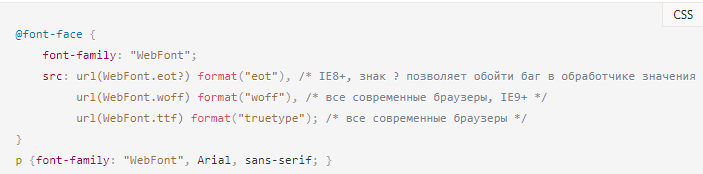 CSS
@font-face {
    font-family: "WebFont";
    src: url(WebFont.eot?) format("eot"), /* IE8+, знак ? позволяет обойти баг в обработчике значения
         url(WebFont.woff) format("woff"), /* все современные браузеры, IE9+ */
         url(WebFont.ttf) format("truetype"); /* все современные браузеры */
}
p {font-family: "WebFont", Arial, sans-serif; }